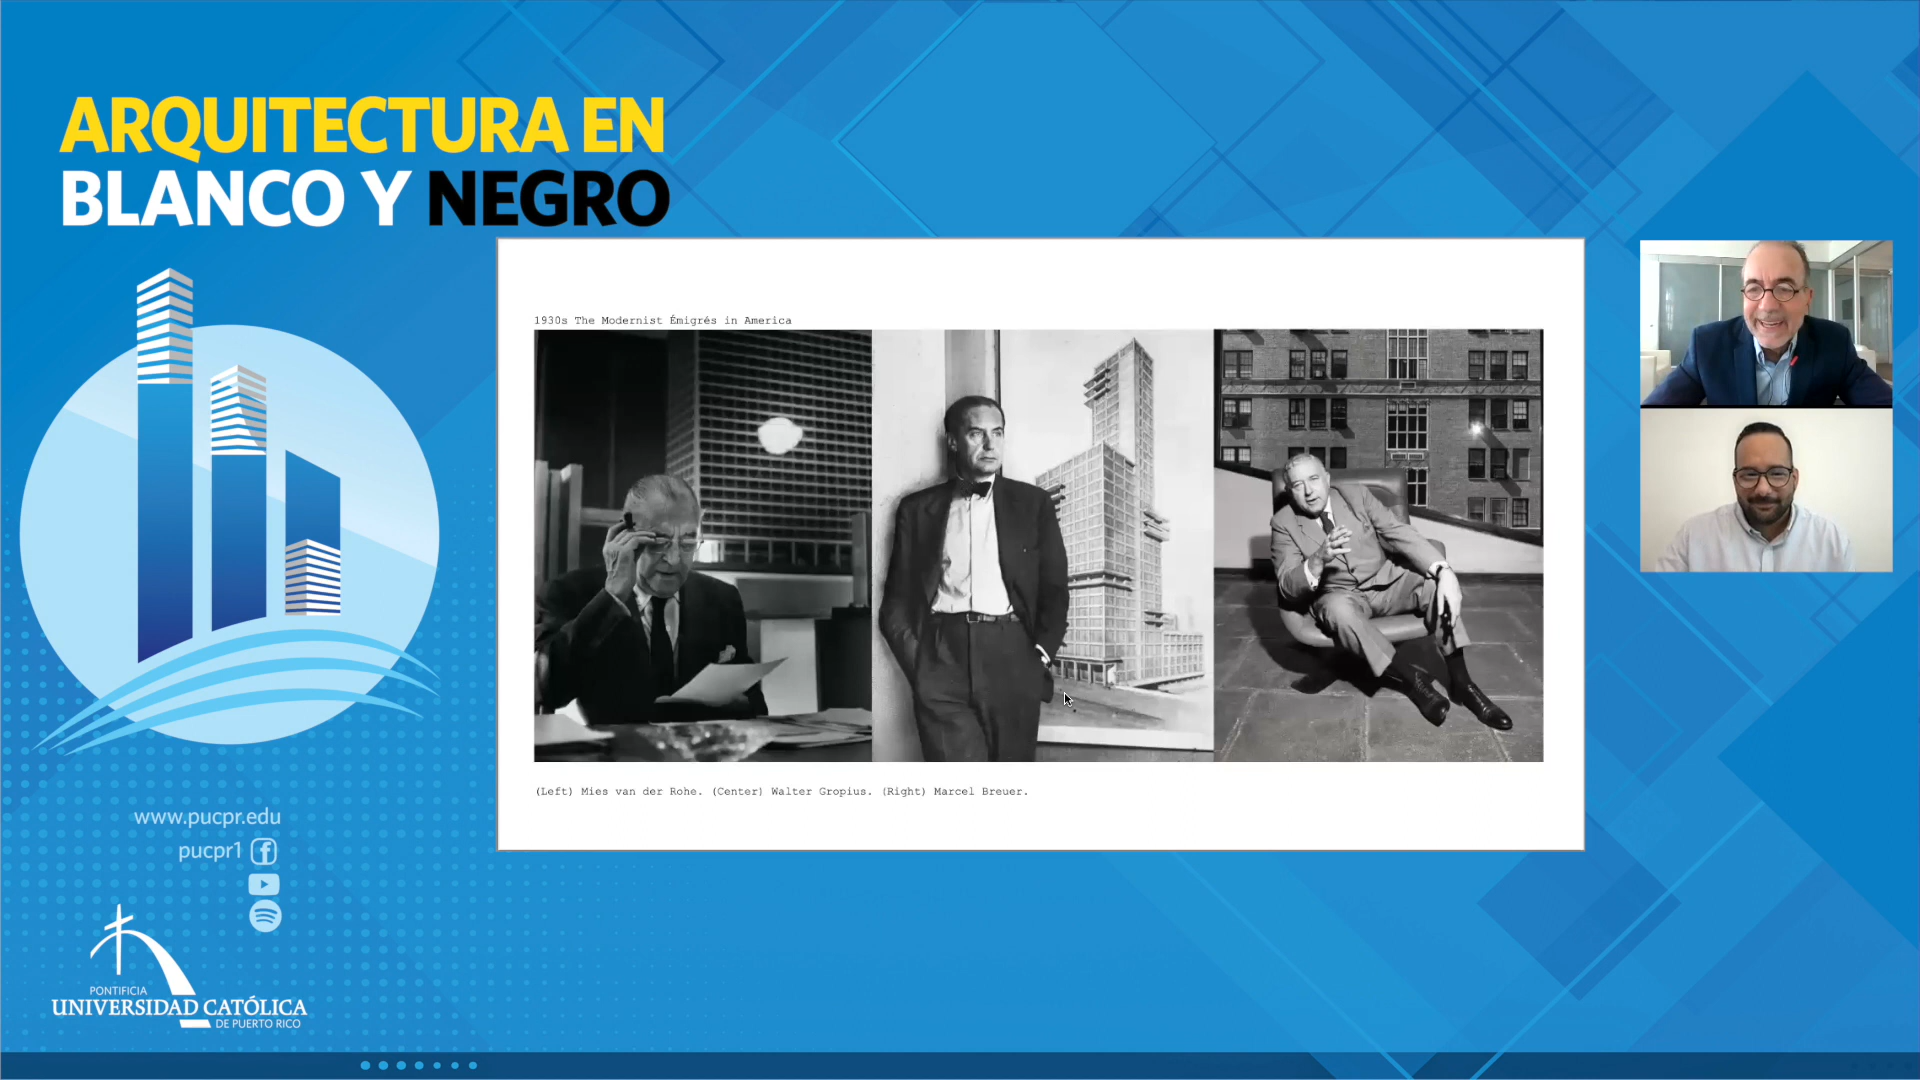 ARQUITECTURA EN
BLANCO Y NEGRO
1930s The Modernist Émigrés in America
(Left) Mies van der Rohe. (Center) Walter Gropius. (Right) Marcel Breuer.
www.pucpr.edu
pucpr1
PONTIFICIA
UNIVERSIDAD CATÓLICA
DE PUERTO RICO